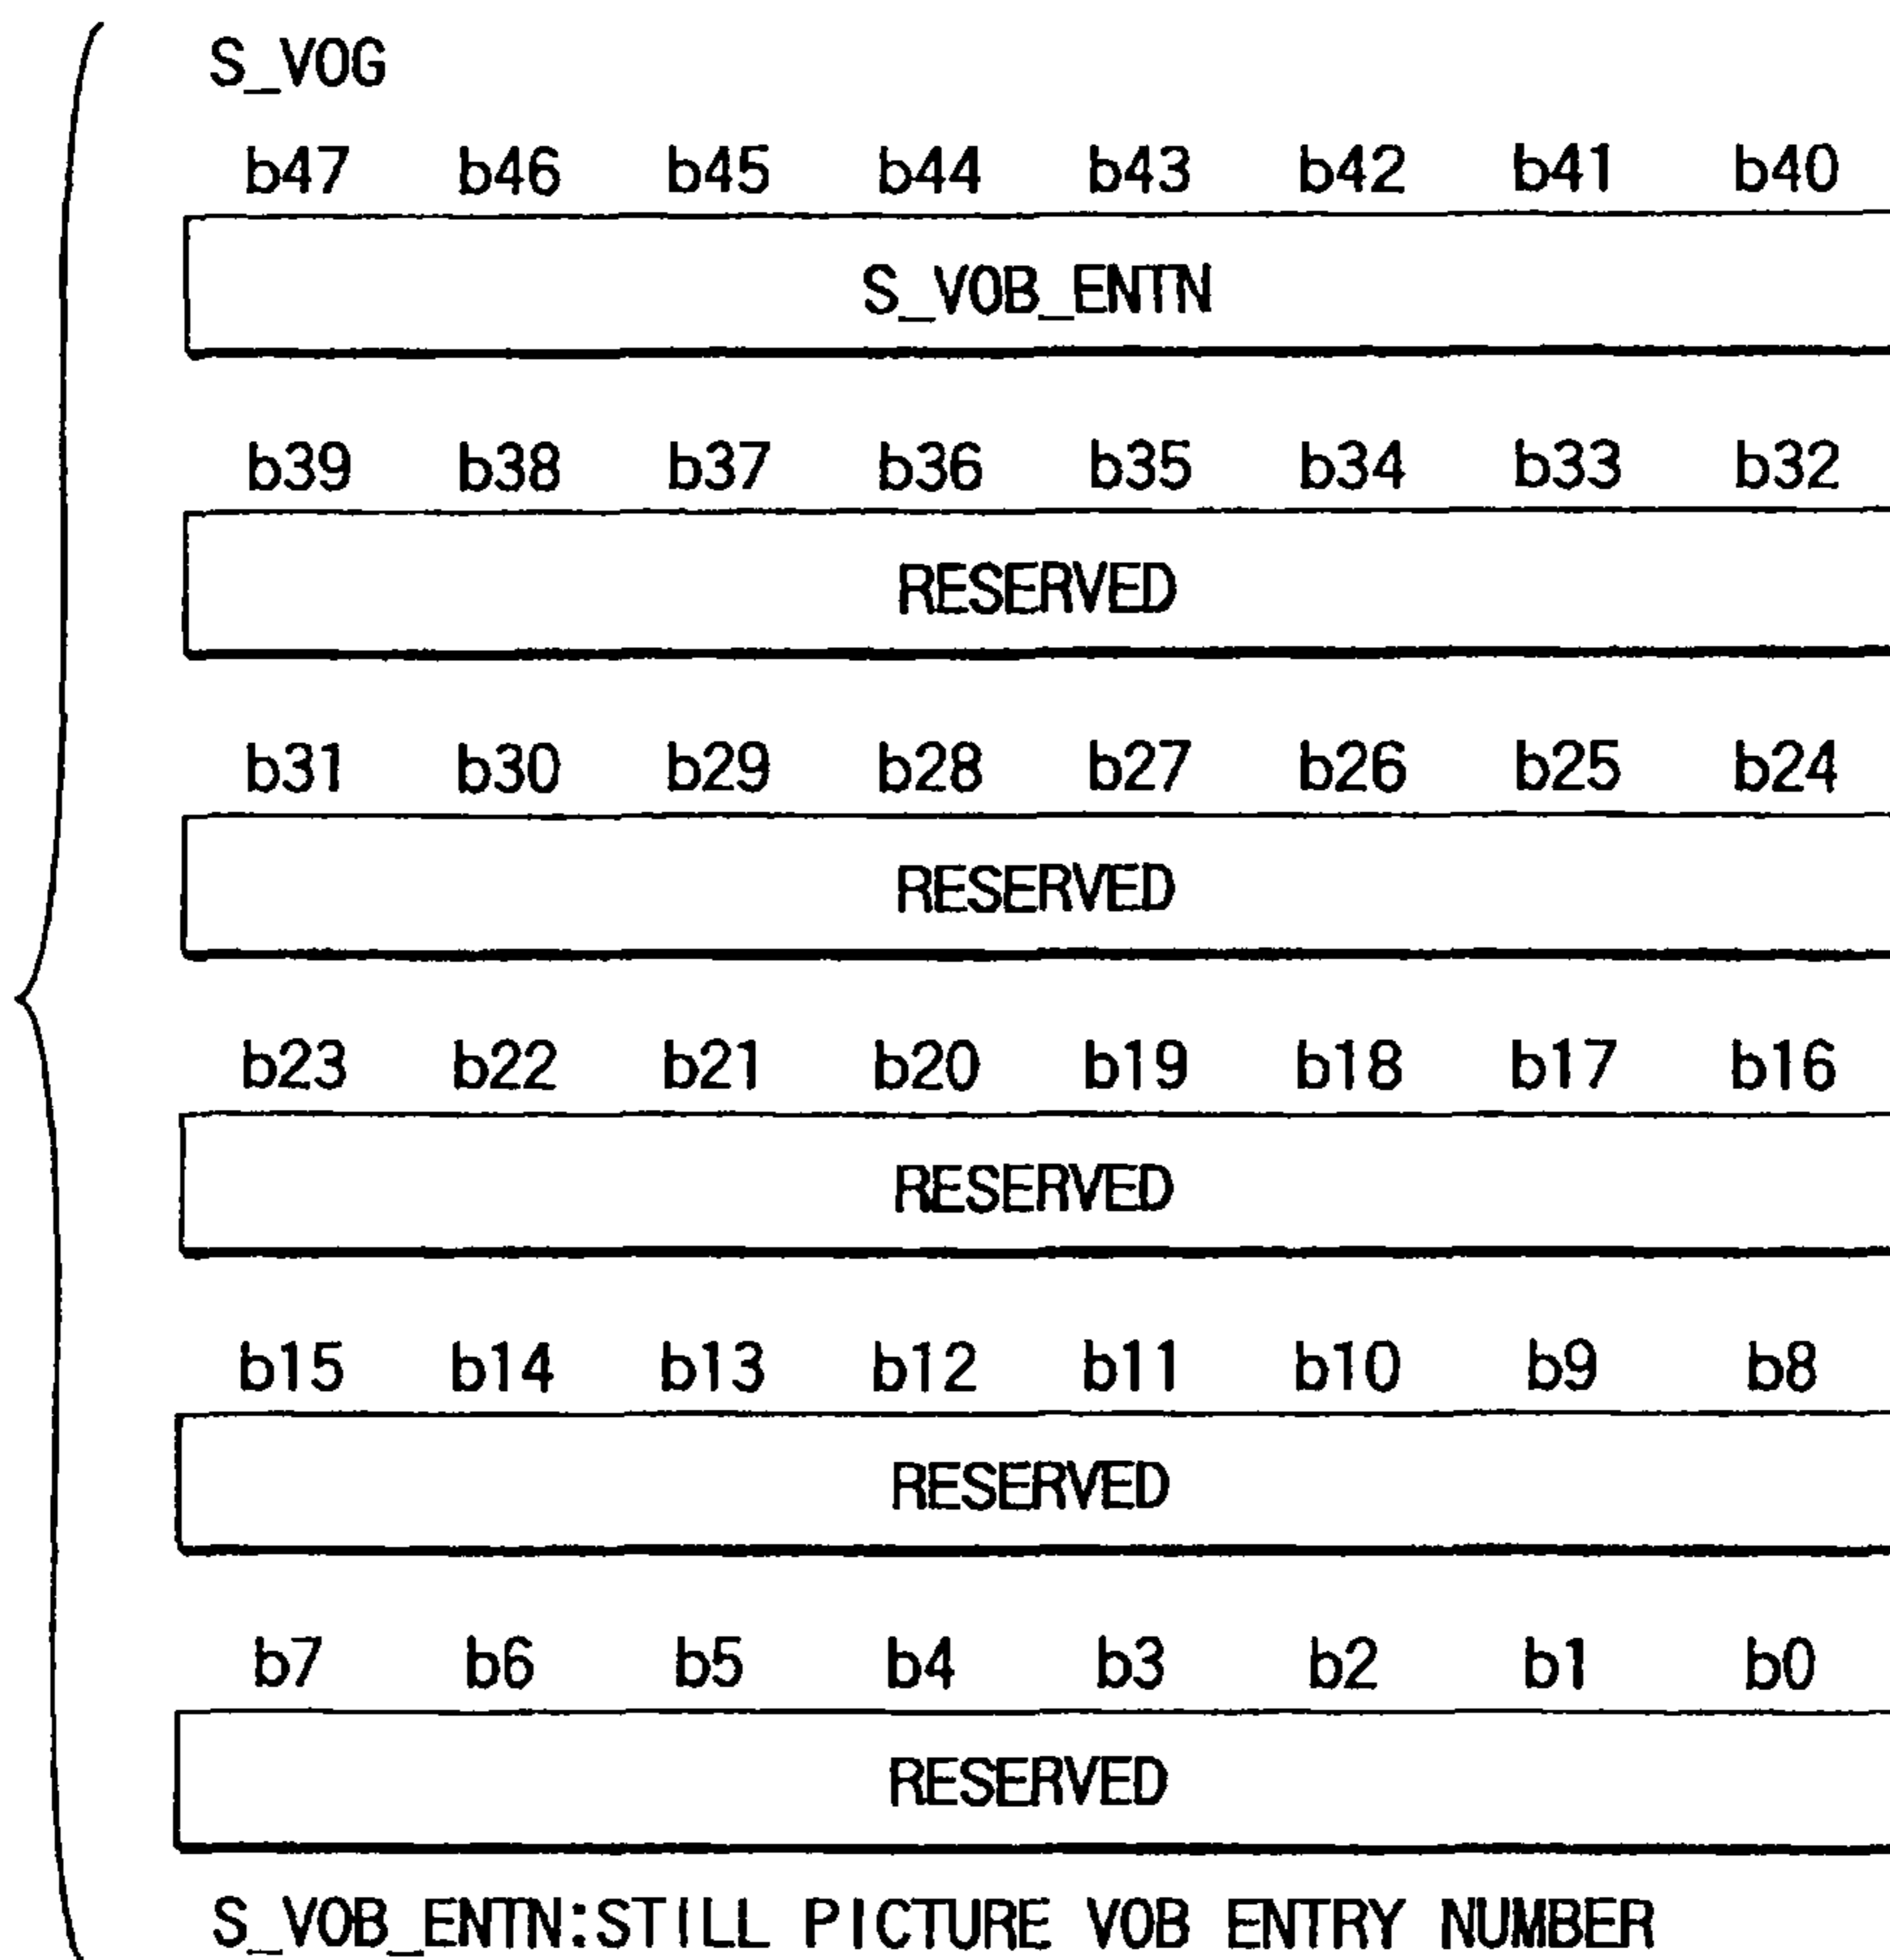 S_VOG
b47 b46 b45 b44 b43 b42 b41 b40
S_VOB_ENTN
b39 b38 b37 b36 b35 b34 b33 b32
RESERVED
b31 b30 b29 b28 b27 b26 b25 b24
RESERVED
b23 b22 b21 b20 b19 b18 b17 b16
RESERVED
b15 b14 b13 b12 b11 b10 b9 b8
RESERVED
b7 b6 b5 b4 b3 b2 b1 b0
RESERVED
S_VOB_ENTN:STILL PICTURE VOB ENTRY NUMBER